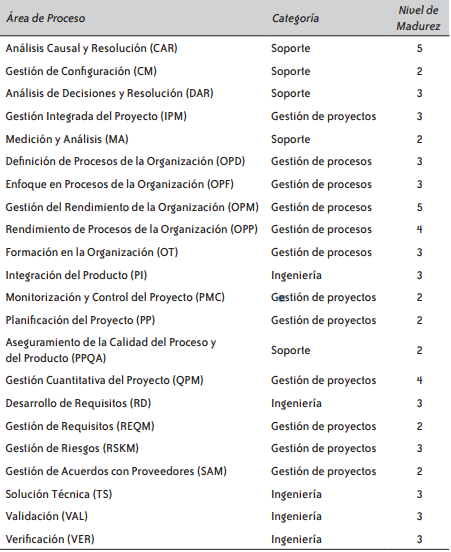 Área de Proceso Categoría Nivel de
Madurez
Análisis Causal y Resolución (CAR) Soporte 5
Gestión de Configuración (CM) Soporte 2
Análisis de Decisiones y Resolución (DAR) Soporte 3
Gestión Integrada del Proyecto (IPM) Gestión de proyectos 3
Medición y Análisis (MA) Soporte 2
Definición de Procesos de la Organización (OPD) Gestión de procesos 3
Enfoque en Procesos de la Organización (OPF) Gestión de procesos 3
Gestión del Rendimiento de la Organización (OPM) Gestión de procesos 5
Rendimiento de Procesos de la Organización (OPP) Gestión de procesos 4
Formación en la Organización (OT) Gestión de procesos 3
Integración del Producto (PI) Ingeniería 3
Monitorización y Control del Proyecto (PMC) Gestión de proyectos 2
Planificación del Proyecto (PP) Gestión de proyectos 2
Aseguramiento de la Calidad del Proceso y
del Producto (PPQA) Soporte 2
Gestión Cuantitativa del Proyecto (QPM) Gestión de proyectos 4
Desarrollo de Requisitos (RD) Ingeniería 3
Gestión de Requisitos (REQM) Gestión de proyectos 2
Gestión de Riesgos (RSKM) Gestión de proyectos 3
Gestión de Acuerdos con Proveedores (SAM) Gestión de proyectos 2
Solución Técnica (TS) Ingeniería 3
Validación (VAL) Ingeniería 3
Verificación (VER) Ingeniería 3